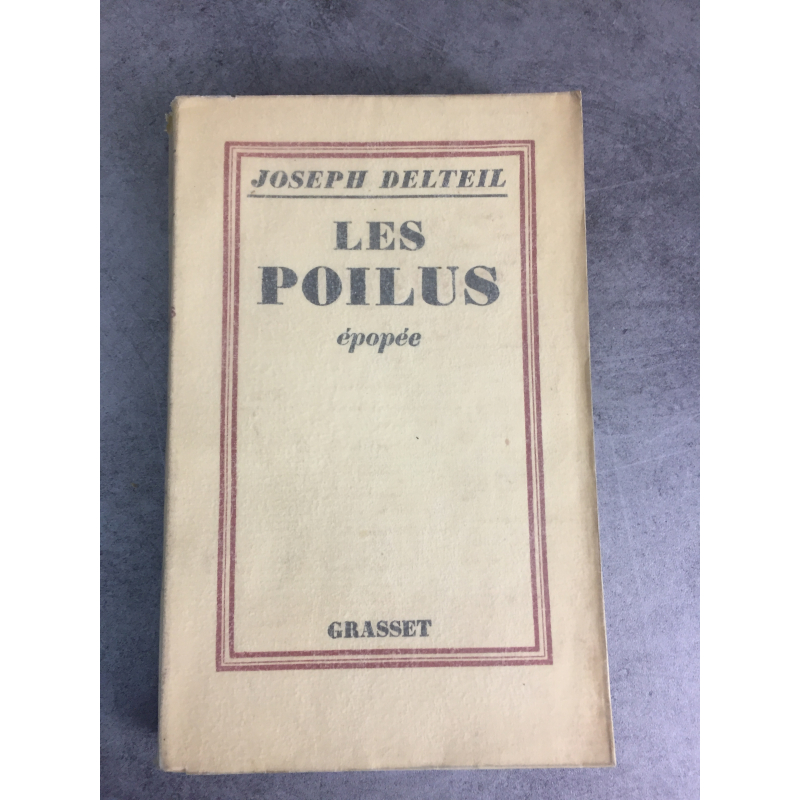 JOSEPH DELTEIL
LES
POILUS
épopée
GRASSET